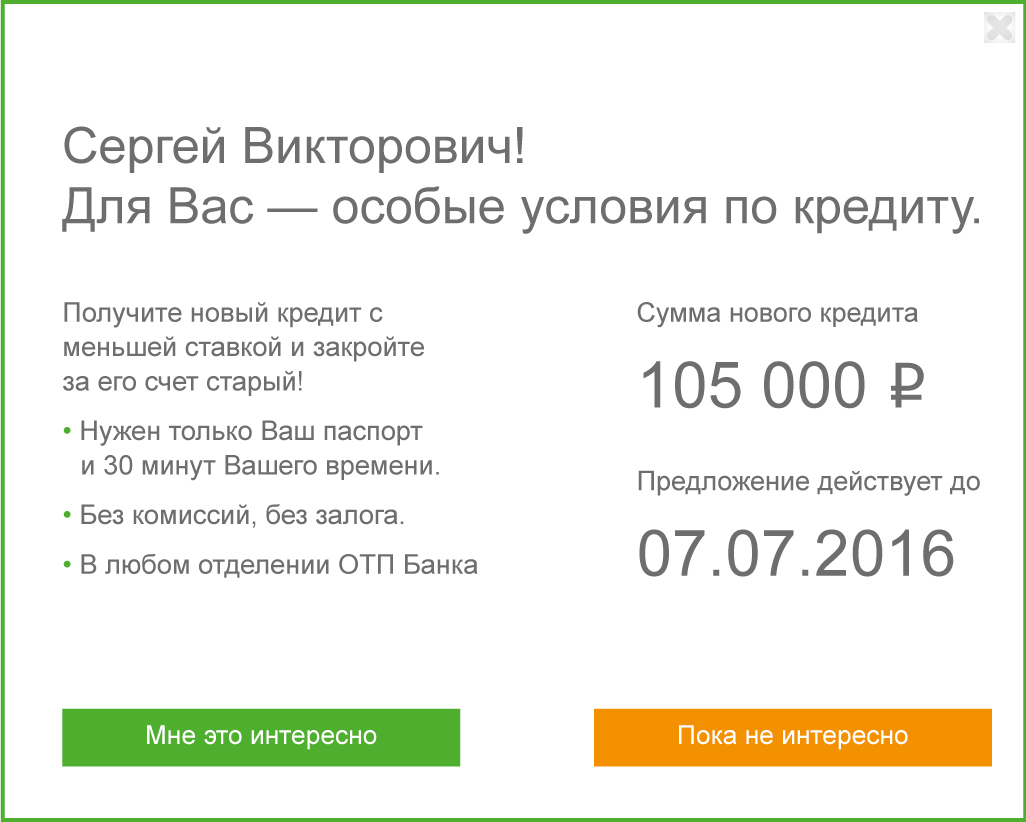 Сергей Викторович!
Для Вас — особые условия по кредиту.
Получите новый кредит с
меньшей ставкой и закройте
за его счет старый!
• Нужен только Ваш паспорт
и 30 минут Вашего времени.
• Без комиссий, без залога.
• В любом отделении ОТП Банка
Сумма нового кредита
105 000 ₽
Предложение действует до
07.07.2016
Мне это интересно
Пока не интересно